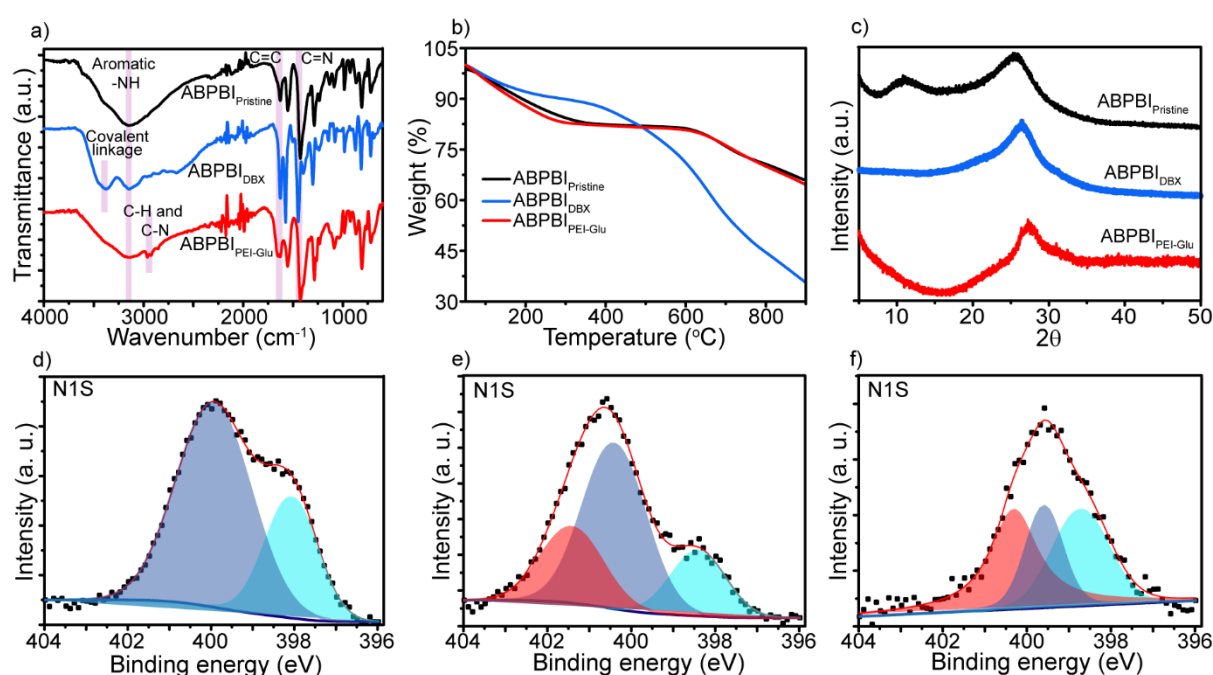 a)
Transmittance (a.u.)
Aromatic
-NH
C=C
C=N
ABPBIPristine
Covalent
linkage
ABPBIDBX
C-H and
C-N
ABPBIPEI-Glu
4000 3000 2000 1000
Wavenumber (cm-1)
b)
Weight (%)
105
90
75
60
45
30
ABPBIPristine
ABPBIDBX
ABPBIPEI-Glu
200 400 600 800
Temperature (oC)
c)
Intensity (a.u.)
ABPBIPristine
ABPBIDBX
ABPBIPEI-Glu
10 20 30 40 50
2θ
d)
N1S
Intensity (a. u.)
404 402 400 398 396
Binding energy (eV)
e)
N1S
Intensity (a. u.)
404 402 400 398 396
Binding energy (eV)
f)
N1S
Intensity (a. u.)
404 402 400 398 396
Binding energy (eV)